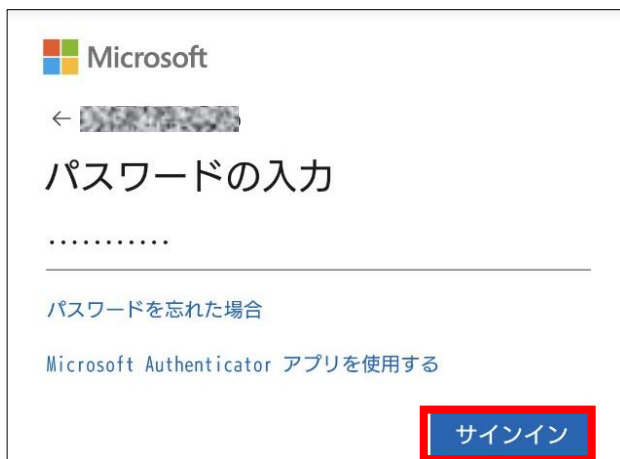 Microsoft
←
パスワードの入力
...........
パスワードを忘れた場合
Microsoft Authenticator アプリを使用する
サインイン